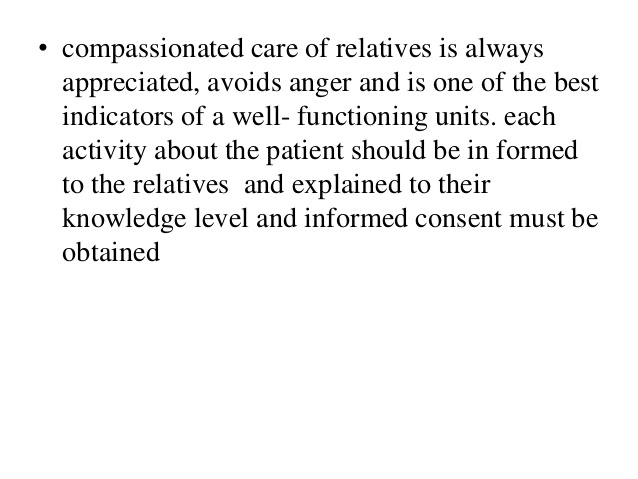 • compassionated care of relatives is always
appreciated, avoids anger and is one of the best
indicators of a well- functioning units. each
activity about the patient should be in formed
to the relatives  and explained to their
knowledge level and informed consent must be
obtained